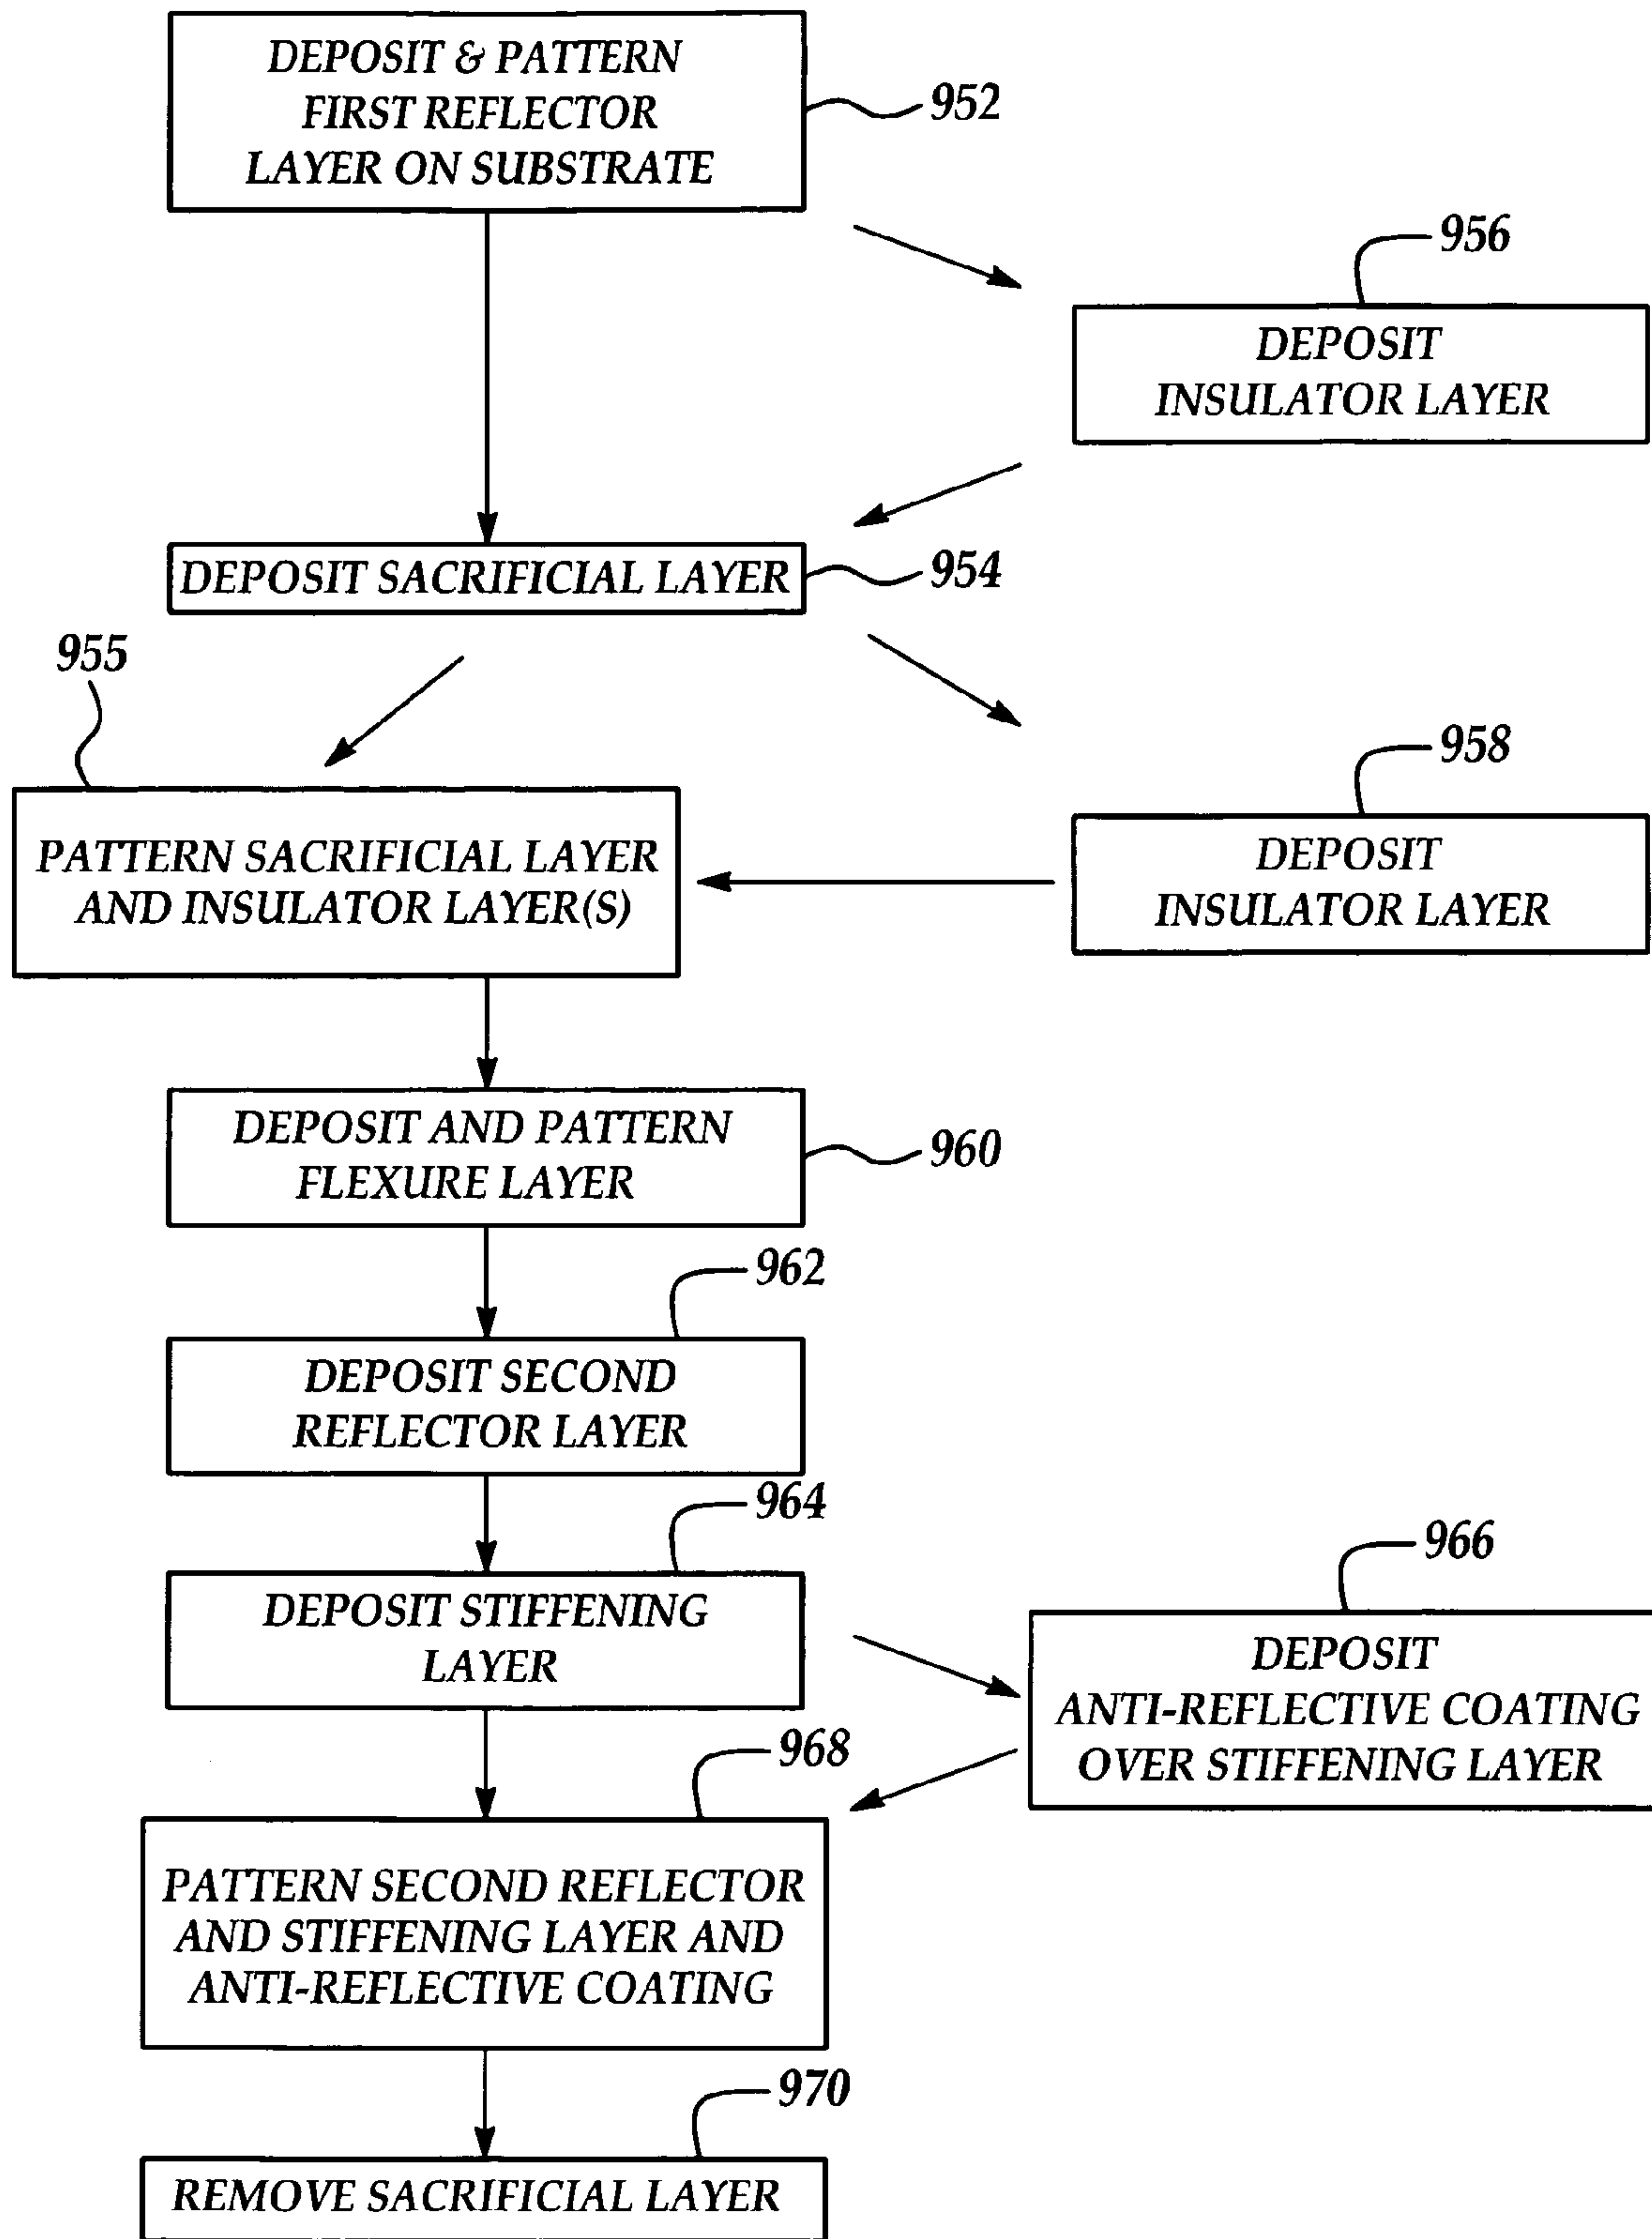 DEPOSIT & PATTERN
FIRST REFLECTOR
LAYER ON SUBSTRATE
952
956
DEPOSIT
INSULATOR LAYER
DEPOSIT SACRIFICIAL LAYER
954
955
958
PATTERN SACRIFICIAL LAYER
AND INSULATOR LAYER(S)
DEPOSIT
INSULATOR LAYER
DEPOSIT AND PATTERN
FLEXURE LAYER
960
962
DEPOSIT SECOND
REFLECTOR LAYER
964
DEPOSIT STIFFENING
LAYER
966
DEPOSIT
ANTI-REFLECTIVE COATING
OVER STIFFENING LAYER
968
PATTERN SECOND REFLECTOR
AND STIFFENING LAYER AND
ANTI-REFLECTIVE COATING
970
REMOVE SACRIFICIAL LAYER